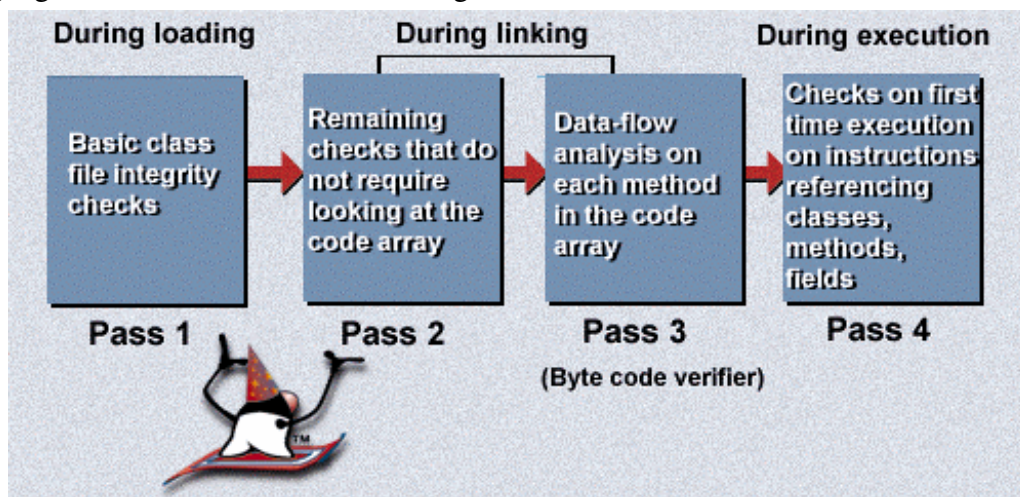 During loading
During linking
During execution
Basic class
file integrity
checks
Remaining
checks that do
not require
looking at the
code array
Data-flow
analysis on
each method
in the code
array
Checks on first
time execution
on instructions
referencing
classes,
methods,
fields
Pass 1
Pass 2
Pass 3
Pass 4
(Byte code verifier)
TM